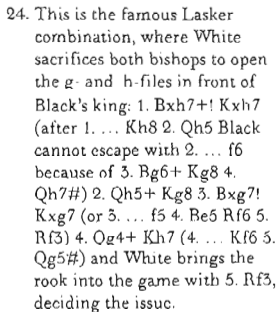 24. This is the famous Lasker
combination, where White
sacrifices both bishops to open
the g- and h-files in front of
Black's king: 1. Bxh7+! Kxh7
(after 1. ... Kh8 2. Qh5 Black
cannot escape with 2. ... f6
because of 3. Bg6+ Kg8 4.
Qh7#) 2. Qh5+ Kg8 3. Bxg7!
Kxg7 (or 3. ... f5 4. Be5 Rf6 5.
Rf3) 4. Qg4+ Kh7 (4. ... Kf6 5.
Qg5#) and White brings the
rook into the game with 5. Rf3,
deciding the issue.